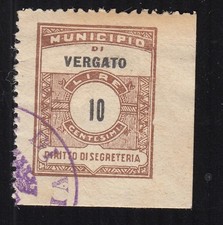 MUNICIPIO
DI
VERGATO
LIRE
10
CENTESIMI
DIRITTO DI SEGRETERIA